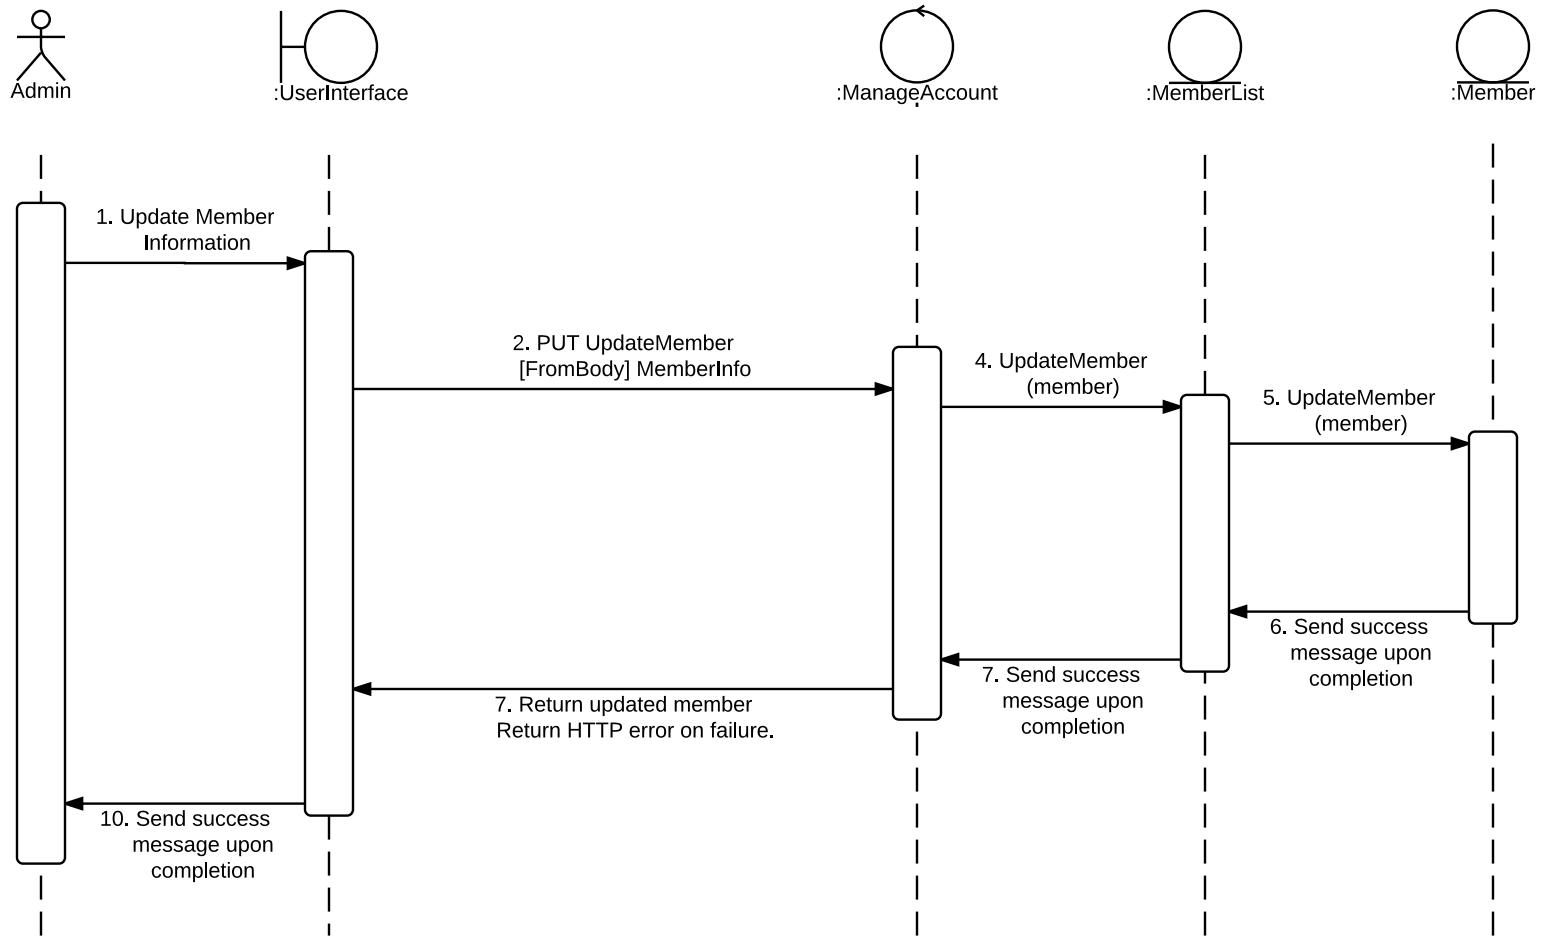 Admin
:UserInterface
:ManageAccount
:MemberList
:Member
1. Update Member
Information
2. PUT UpdateMember
[FromBody] MemberInfo
4. UpdateMember
(member)
5. UpdateMember
(member)
6. Send success
message upon
completion
7. Send success
message upon
completion
7. Return updated member
Return HTTP error on failure.
10. Send success
message upon
completion